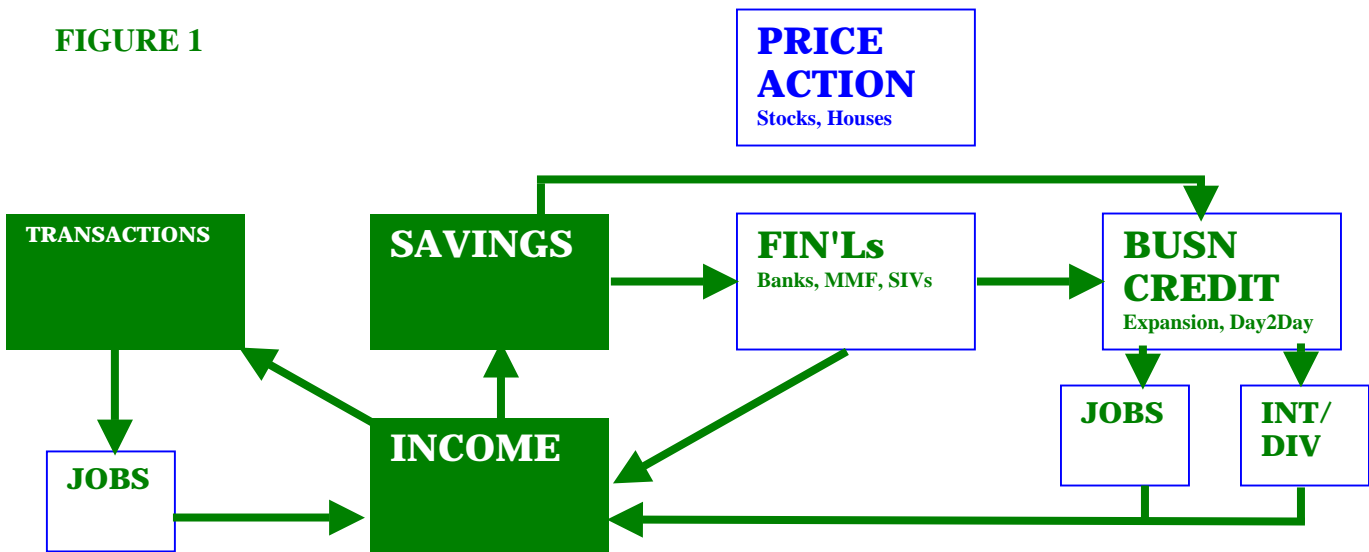 FIGURE 1
PRICE
ACTION
Stocks, Houses
TRANSACTIONS
SAVINGS
FIN'Ls
Banks, MMF, SIVs
BUSN
CREDIT
Expansion, Day2Day
INCOME
JOBS
JOBS
INT/
DIV